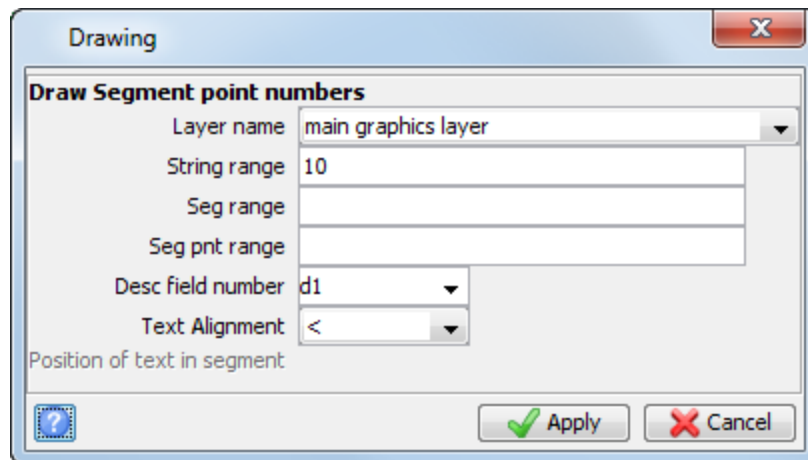 Drawing
Draw Segment point numbers
Layer name main graphics layer
String range 10
Seg range
Seg pnt range
Desc field number d1
Text Alignment <
Position of text in segment
? Apply Cancel